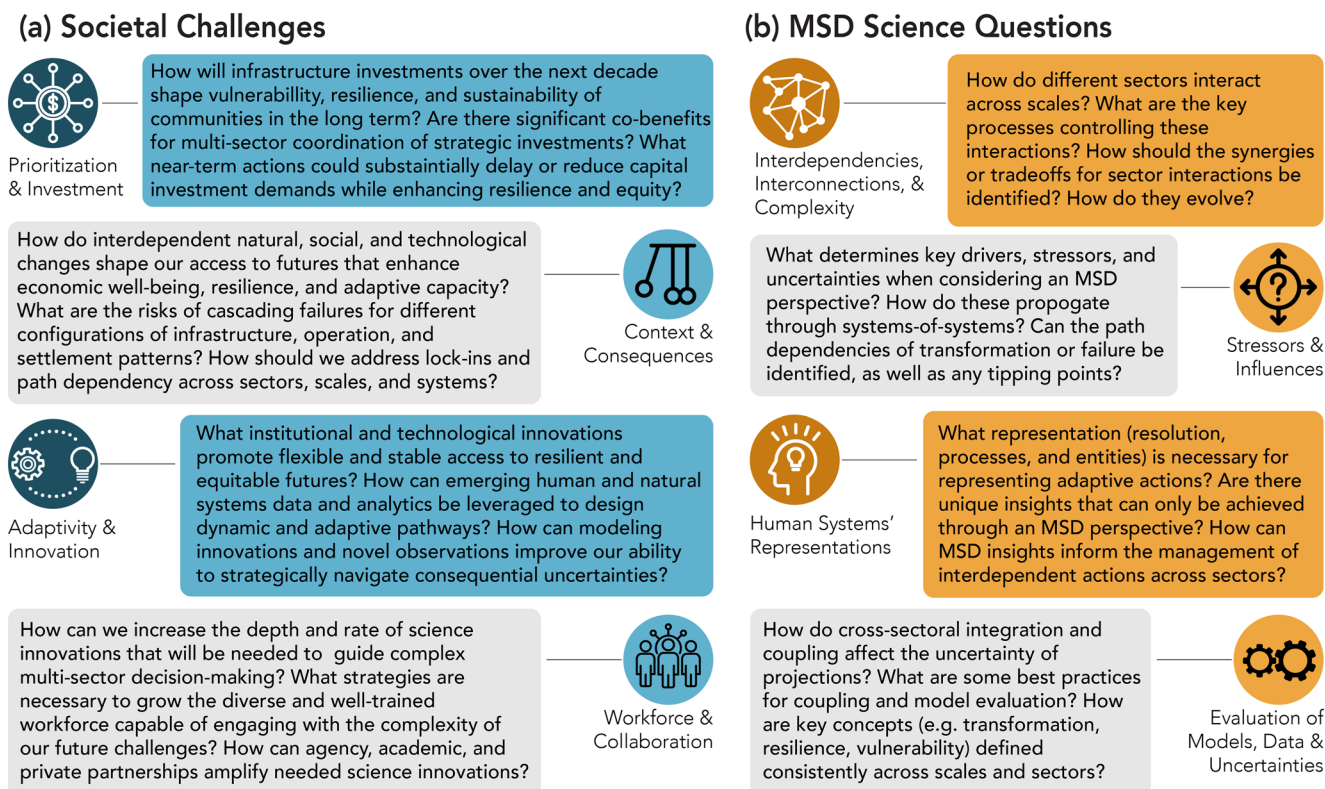 (a) Societal Challenges
Prioritization
& Investment
How will infrastructure investments over the next decade
shape vulnerabillity, resilience, and sustainability of
communities in the long term? Are there significant co-benefits
for multi-sector coordination of strategic investments? What
near-term actions could substaintially delay or reduce capital
investment demands while enhancing resilience and equity?
How do interdependent natural, social, and technological
changes shape our access to futures that enhance
economic well-being, resilience, and adaptive capacity?
What are the risks of cascading failures for different
configurations of infrastructure, operation, and
settlement patterns? How should we address lock-ins and
path dependency across sectors, scales, and systems?
Context &
Consequences
Adaptivity &
Innovation
What institutional and technological innovations
promote flexible and stable access to resilient and
equitable futures? How can emerging human and natural
systems data and analytics be leveraged to design
dynamic and adaptive pathways? How can modeling
innovations and novel observations improve our ability
to strategically navigate consequential uncertainties?
How can we increase the depth and rate of science
innovations that will be needed to guide complex
multi-sector decision-making? What strategies are
necessary to grow the diverse and well-trained
workforce capable of engaging with the complexity of
our future challenges? How can agency, academic, and
private partnerships amplify needed science innovations?
Workforce &
Collaboration
(b) MSD Science Questions
Interdependencies,
Interconnections, &
Complexity
How do different sectors interact
across scales? What are the key
processes controlling these
interactions? How should the synergies
or tradeoffs for sector interactions be
identified? How do they evolve?
What determines key drivers, stressors, and
uncertainties when considering an MSD
perspective? How do these propogate
through systems-of-systems? Can the path
dependencies of transformation or failure be
identified, as well as any tipping points?
Stressors &
Influences
Human Systems’
Representations
What representation (resolution,
processes, and entities) is necessary for
representing adaptive actions? Are there
unique insights that can only be achieved
through an MSD perspective? How can
MSD insights inform the management of
interdependent actions across sectors?
How do cross-sectoral integration and
coupling affect the uncertainty of
projections? What are some best practices
for coupling and model evaluation? How
are key concepts (e.g. transformation,
resilience, vulnerability) defined
consistently across scales and sectors?
Evaluation of
Models, Data &
Uncertainties